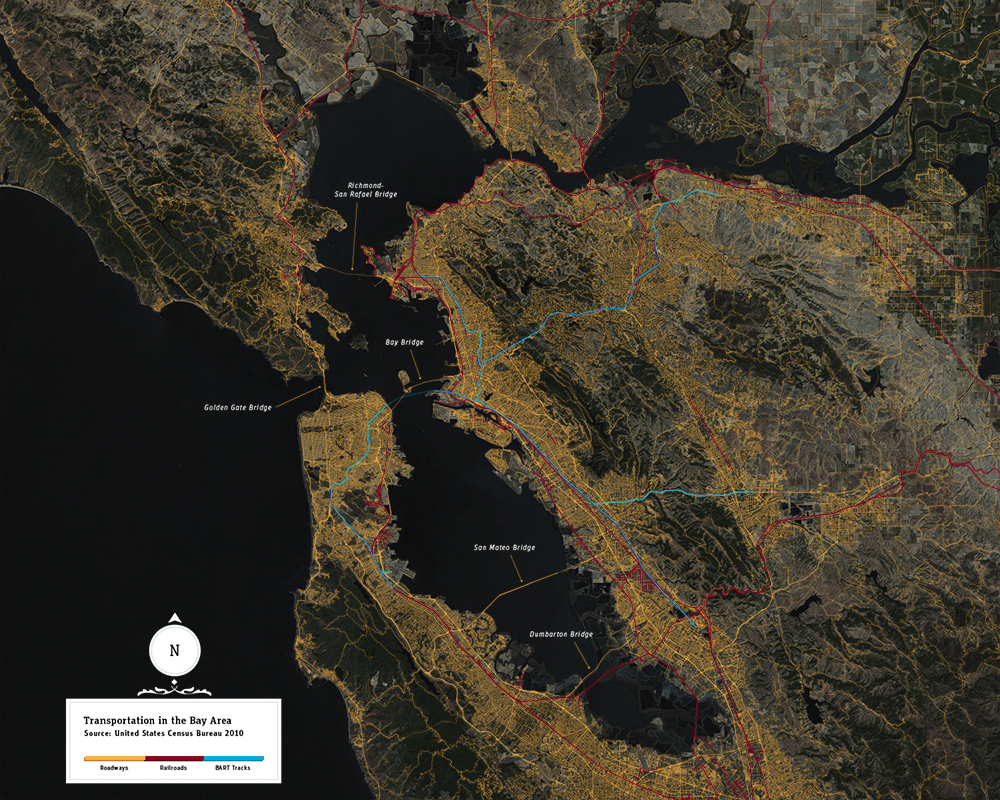 Richmond-
San Rafael Bridge
Bay Bridge
Golden Gate Bridge
San Mateo Bridge
Dumbarton Bridge
N
Transportation in the Bay Area
Source: United States Census Bureau 2010
Roadways
Railroads
BART Tracks